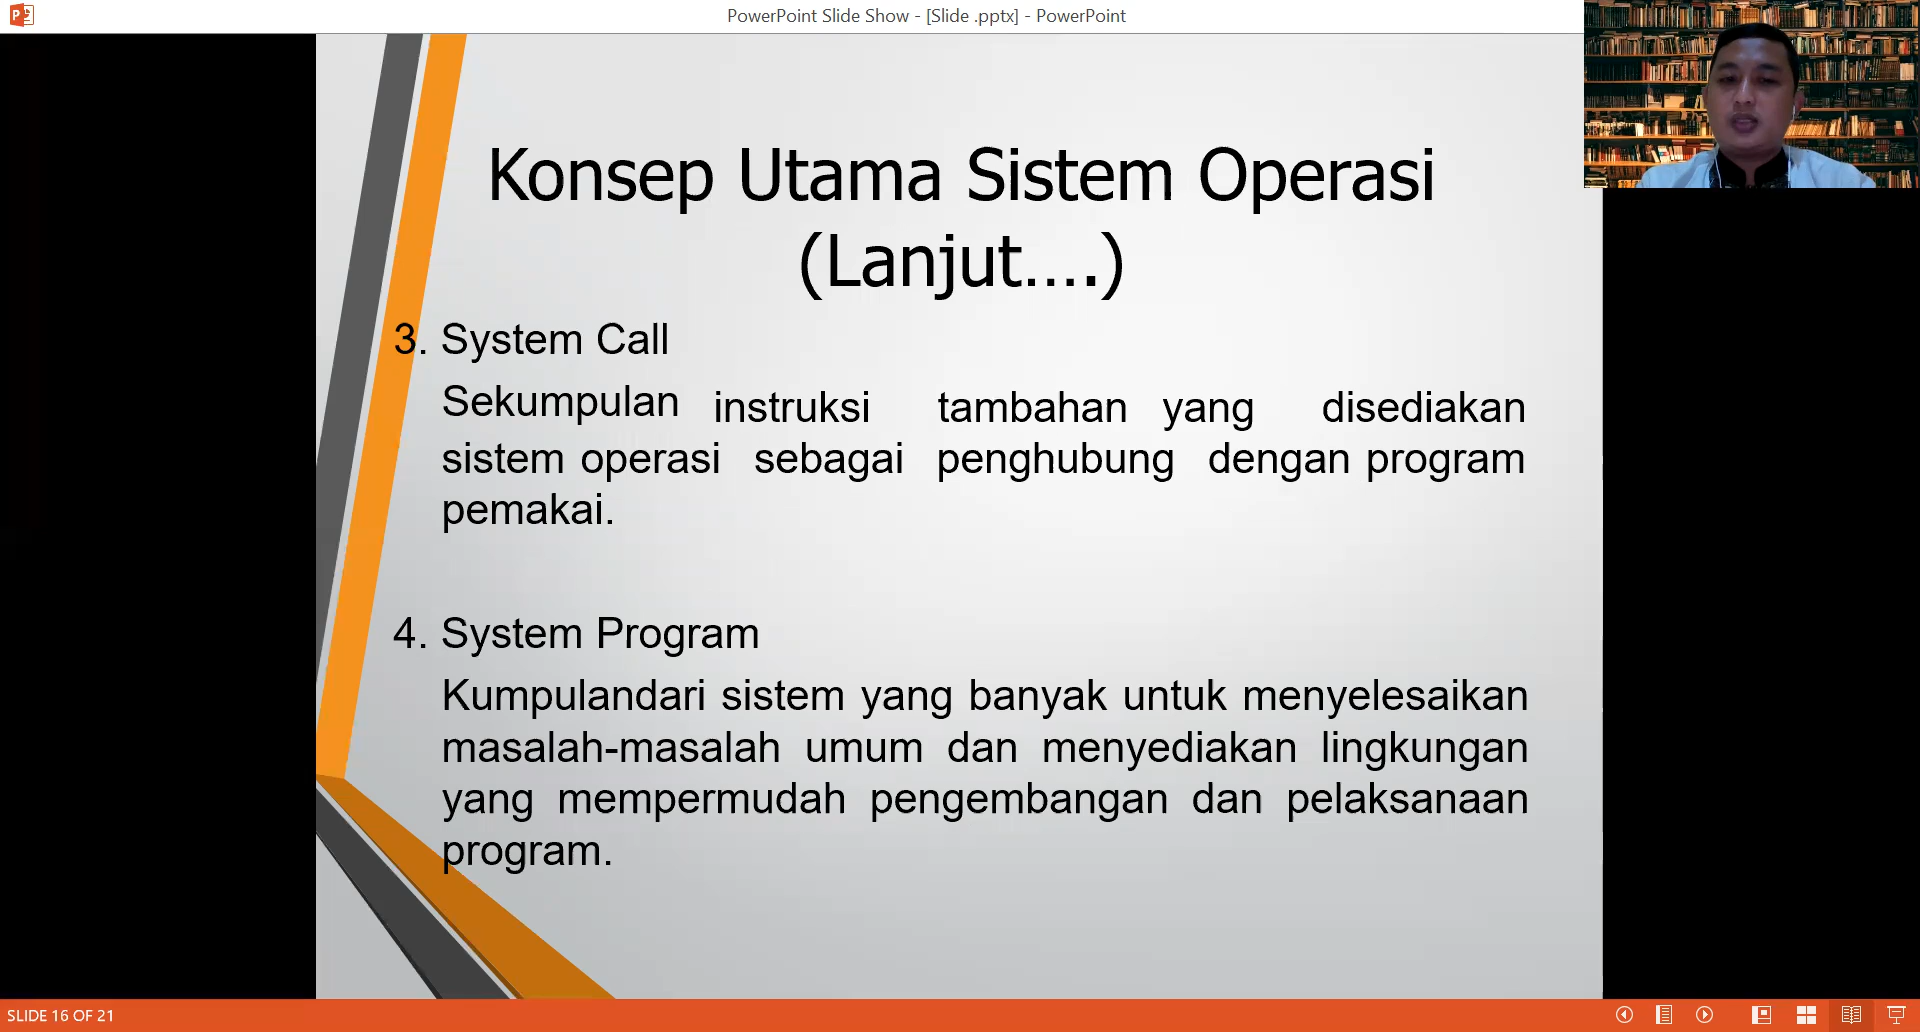 PowerPoint Slide Show - [Slide .pptx] - PowerPoint
Konsep Utama Sistem Operasi
(Lanjut....)
3. System Call
Sekumpulan instruksi tambahan yang disediakan
sistem operasi sebagai penghubung dengan program
pemakai.
4. System Program
Kumpulandari sistem yang banyak untuk menyelesaikan
masalah-masalah umum dan menyediakan lingkungan
yang mempermudah pengembangan dan pelaksanaan
program.
SLIDE 16 OF 21